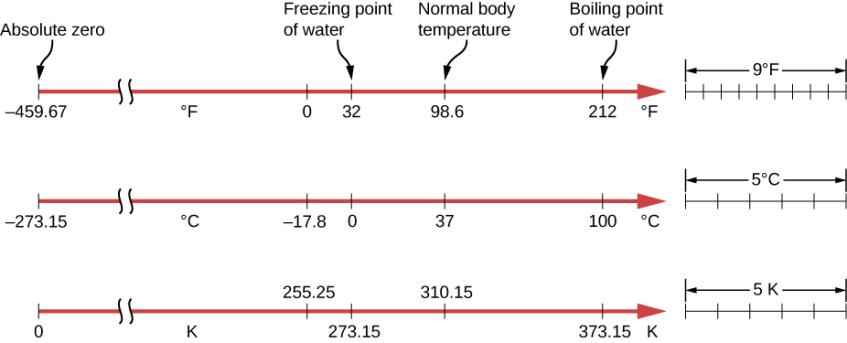 Absolute zero
Freezing point
of water
Normal body
temperature
Boiling point
of water
9°F
–459.67 °F 0 32 98.6 212 °F
5°C
–273.15 °C –17.8 0 37 100 °C
255.25 310.15 5 K
0 K 273.15 373.15 K